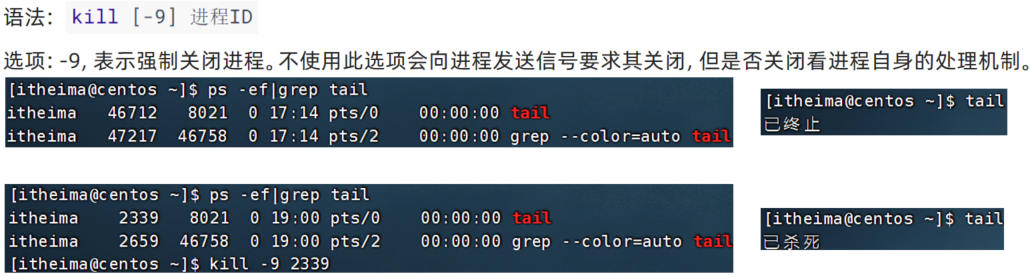 语法： kill [-9] 进程ID
选项：-9，表示强制关闭进程。不使用此选项会向进程发送信号要求其关闭，但是否关闭看进程自身的处理机制。
[itheima@centos ~]$ ps -ef|grep tail
itheima    46712   8021  0 17:14 pts/0    00:00:00 tail
itheima    47217  46758  0 17:14 pts/2    00:00:00 grep --color=auto tail
[itheima@centos ~]$ tail
已终止
[itheima@centos ~]$ ps -ef|grep tail
itheima     2339   8021  0 19:00 pts/0    00:00:00 tail
itheima     2659  46758  0 19:00 pts/2    00:00:00 grep --color=auto tail
[itheima@centos ~]$ kill -9 2339
[itheima@centos ~]$ tail
已杀死